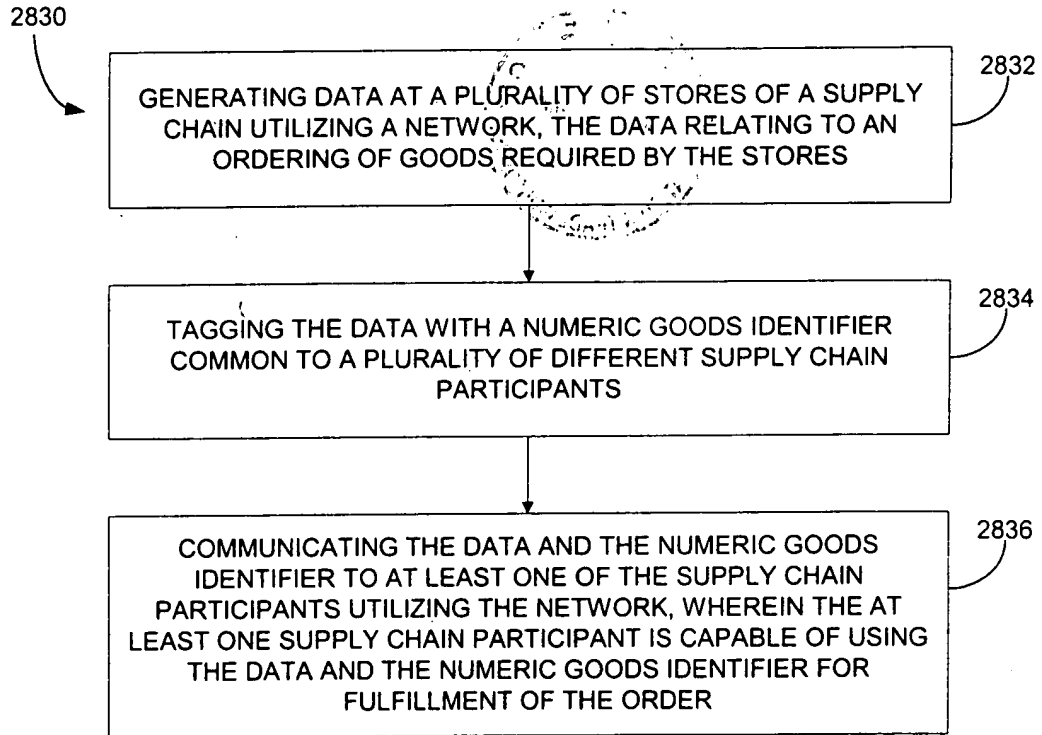 2830
2832
GENERATING DATA AT A PLURALITY OF STORES OF A SUPPLY
CHAIN UTILIZING A NETWORK, THE DATA RELATING TO AN
ORDERING OF GOODS REQUIRED BY THE STORES
2834
TAGGING THE DATA WITH A NUMERIC GOODS IDENTIFIER
COMMON TO A PLURALITY OF DIFFERENT SUPPLY CHAIN
PARTICIPANTS
2836
COMMUNICATING THE DATA AND THE NUMERIC GOODS
IDENTIFIER TO AT LEAST ONE OF THE SUPPLY CHAIN
PARTICIPANTS UTILIZING THE NETWORK, WHEREIN THE AT
LEAST ONE SUPPLY CHAIN PARTICIPANT IS CAPABLE OF USING
THE DATA AND THE NUMERIC GOODS IDENTIFIER FOR
FULFILLMENT OF THE ORDER